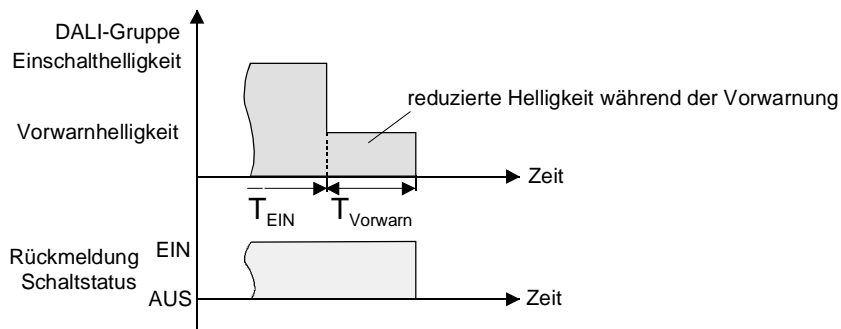 DALI-Gruppe
Einschalthelligkeit
reduzierte Helligkeit während der Vorwarnung
Vorwarnhelligkeit
Zeit
T EIN
T Vorwarn
Rückmeldung
Schaltstatus
EIN
AUS
Zeit